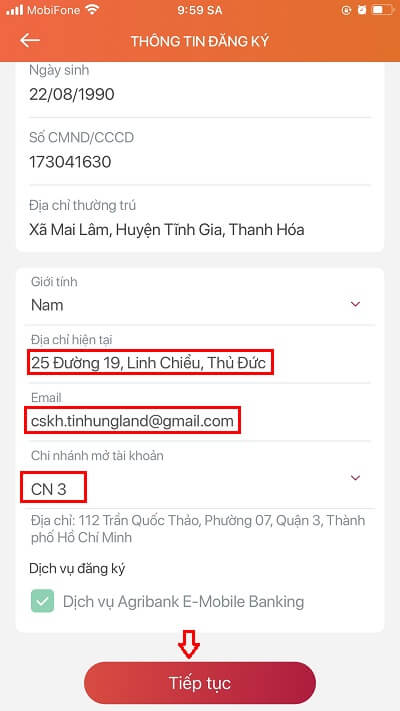 MobiFone 9:59 SA
THÔNG TIN ĐĂNG KÝ
Ngày sinh
22/08/1990
Số CMND/CCCD
173041630
Địa chỉ thường trú
Xã Mai Lâm, Huyện Tĩnh Gia, Thanh Hóa
Giới tính
Nam
Địa chỉ hiện tại
25 Đường 19, Linh Chiểu, Thủ Đức
Email
cskh.tinhungland@gmail.com
Chi nhánh mở tài khoản
CN 3
Địa chỉ: 112 Trần Quốc Thảo, Phường 07, Quận 3, Thành
phố Hồ Chí Minh
Dịch vụ đăng ký
Dịch vụ Agribank E-Mobile Banking
Tiếp tục